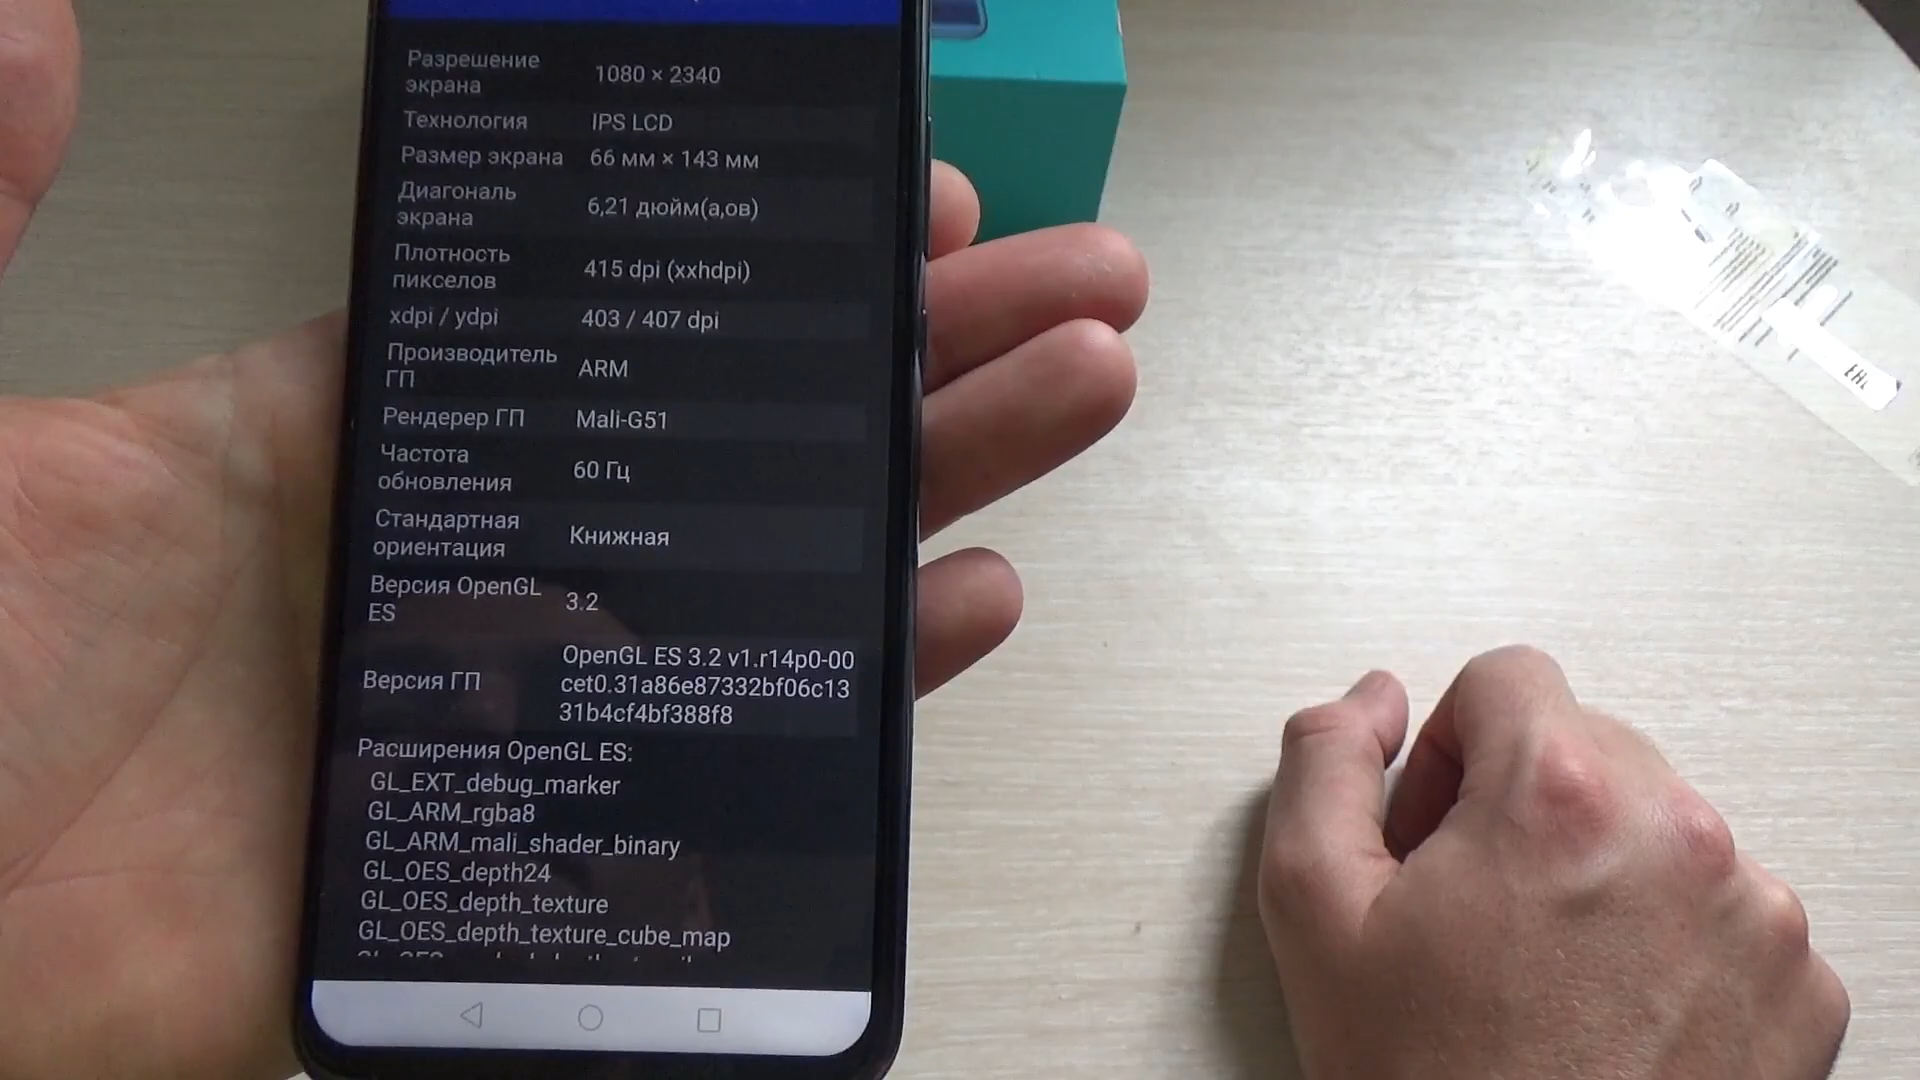 Разрешение
экрана
1080 × 2340
Технология
IPS LCD
Размер экрана
66 мм × 143 мм
Диагональ
экрана
6,21 дюйм(а,ов)
Плотность
пикселов
415 dpi (xxhdpi)
xdpi / ydpi
403 / 407 dpi
Производитель
ГП
ARM
Рендерер ГП
Mali-G51
Частота
обновления
60 Гц
Стандартная
ориентация
Книжная
Версия OpenGL
ES
3.2
Версия ГП
OpenGL ES 3.2 v1.r14p0-00
cet0.31a86e87332bf06c13
31b4cf4bf388f8
Расширения OpenGL ES:
GL_EXT_debug_marker
GL_ARM_rgba8
GL_ARM_mali_shader_binary
GL_OES_depth24
GL_OES_depth_texture
GL_OES_depth_texture_cube_map